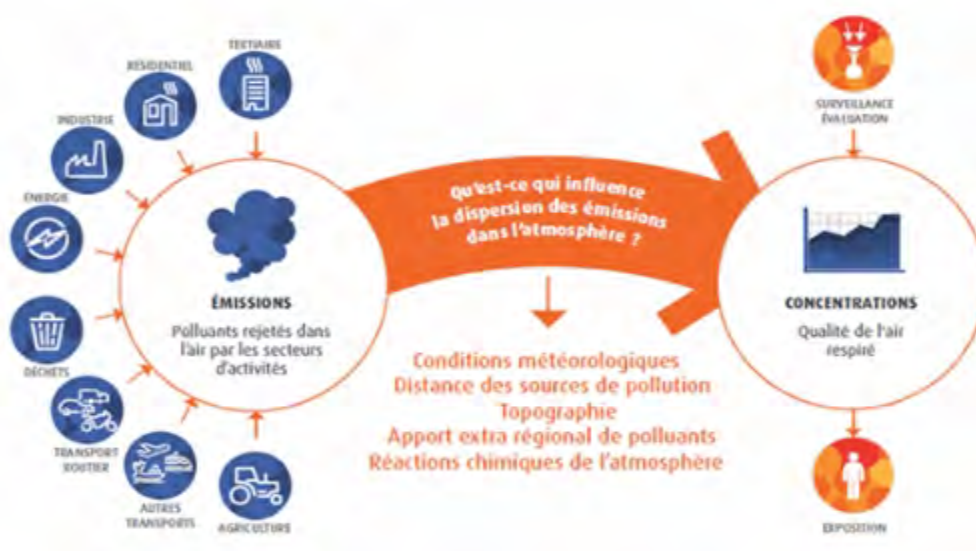 TERTIAIRE
RÉSIDENTIEL
INDUSTRIE
ÉNERGIE
DÉCHETS
TRANSPORT
ROUTIER
AUTRES
TRANSPORTS
AGRICULTURE
ÉMISSIONS
Polluants rejetés dans
l'air par les secteurs
d'activités
Qu'est-ce qui influence
la dispersion des émissions
dans l'atmosphère ?
Conditions météorologiques
Distance des sources de pollution
Topographie
Apport extra régional de polluants
Réactions chimiques de l'atmosphère
SURVEILLANCE
ÉVALUATION
CONCENTRATIONS
Qualité de l'air
respiré
EXPOSITION